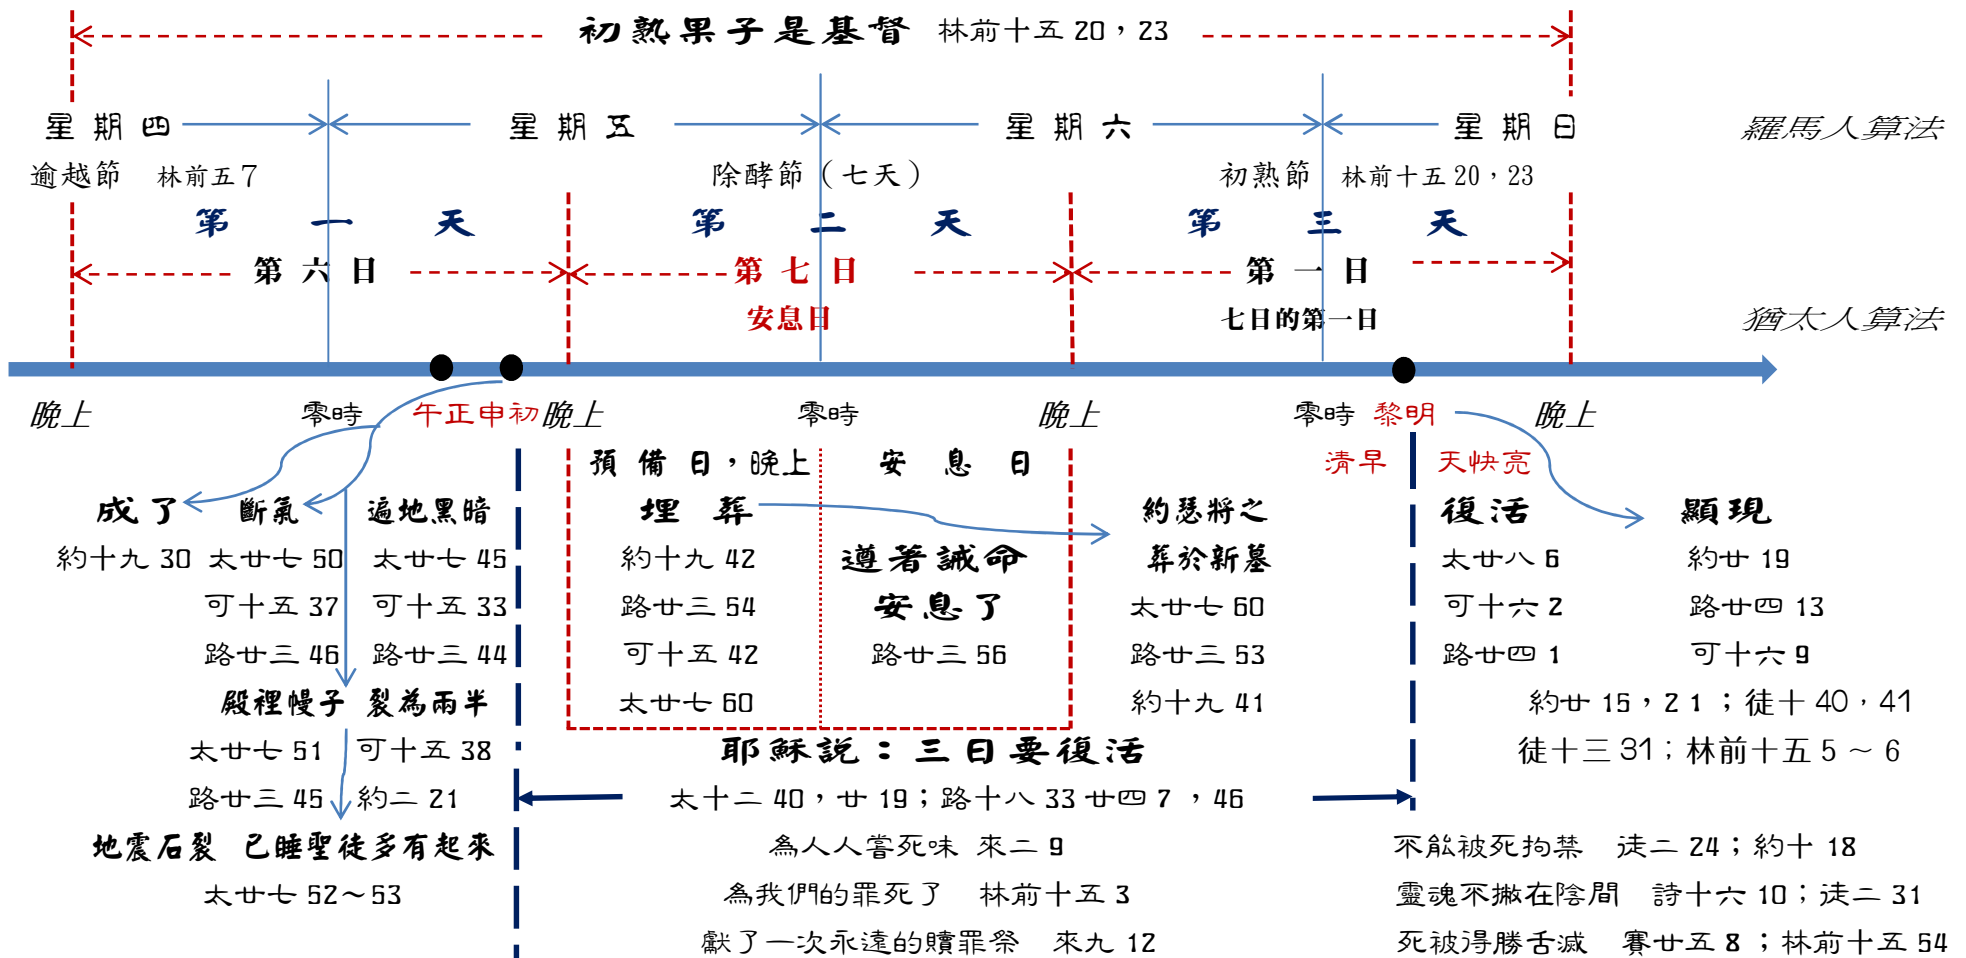 初熟果子是基督 林前十五 20，23
星期四 星期五 星期六 星期日 羅馬人算法
逾越節 林前五7 除酵節（七天） 初熟節 林前十五 20，23
第一天 第二天 第三天
第六日 第七日 第一日
安息日 七日的第一日 猶太人算法
晚上 零時 午正申初 晚上 零時 晚上 零時 黎明 晚上
預備日，晚上 安息日 清早 天快亮
成了 斷氣 遍地黑暗 埋葬 約瑟將之 復活 顯現
約十九 30 太廿七 50 太廿七 45 約十九 42 遵著誡命 葬於新墓 太廿八 6 約廿 19
可十五 37 可十五 33 路廿三 54 安息了 太廿七 60 可十六 2 路廿四 13
路廿三 46 路廿三 44 可十五 42 路廿三 56 路廿三 53 路廿四 1 可十六 9
殿裡幔子 裂為兩半 太廿七 60 約十九 41 約廿 15，21；徒十 40，41
太廿七 51 可十五 38 耶穌說：三日要復活 徒十三 31；林前十五 5～6
路廿三 45 約二 21 太十二 40，廿 19；路十八 33 廿四 7，46
地震石裂 已睡聖徒多有起來 為人人嘗死味 來二 9 不能被死拘禁 徒二 24；約十 18
太廿七 52～53 為我們的罪死了 林前十五 3 靈魂不撇在陰間 詩十六 10；徒二 31
獻了一次永遠的贖罪祭 來九 12 死被得勝吞滅 賽廿五 8；林前十五 54